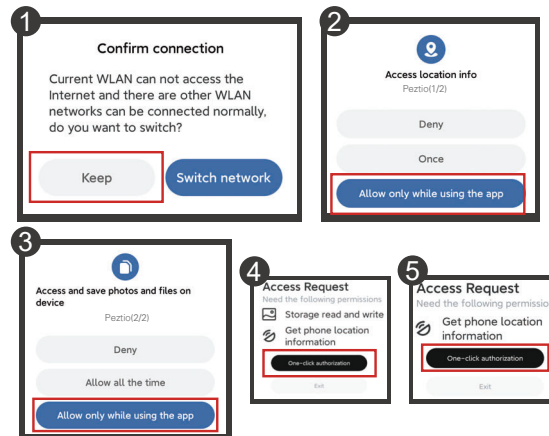 1
Confirm connection
Current WLAN can not access the
Internet and there are other WLAN
networks can be connected normally,
do you want to switch?
Keep
Switch network
2
Access location info
Peztio(1/2)
Deny
Once
Allow only while using the app
3
Access and save photos and files on
device
Peztio(2/2)
Deny
Allow all the time
Allow only while using the app
4
Access Request
Need the following permissions
Storage read and write
Get phone location
information
One-click authorization
Exit
5
Access Request
Need the following permissio
Get phone location
information
One-click authorization
Exit